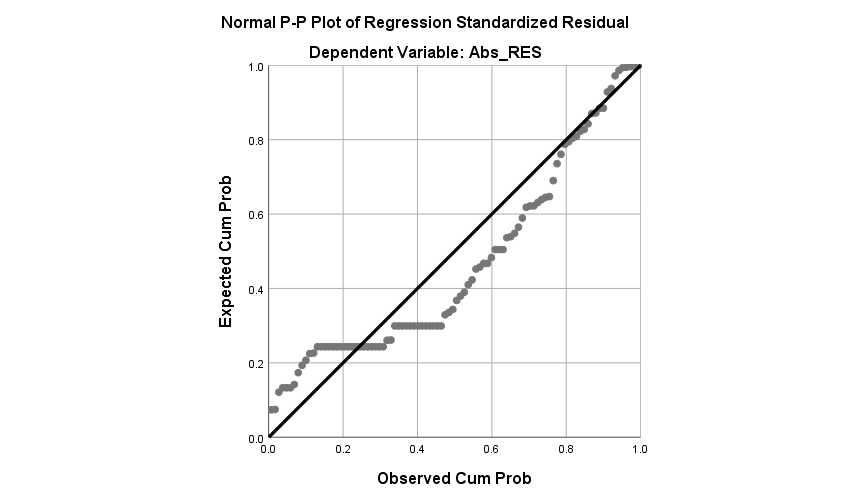 Normal P-P Plot of Regression Standardized Residual
Dependent Variable: Abs_RES
1.0
0.8
0.6
0.4
0.2
0.0
Expected Cum Prob
0.0 0.2 0.4 0.6 0.8 1.0
Observed Cum Prob